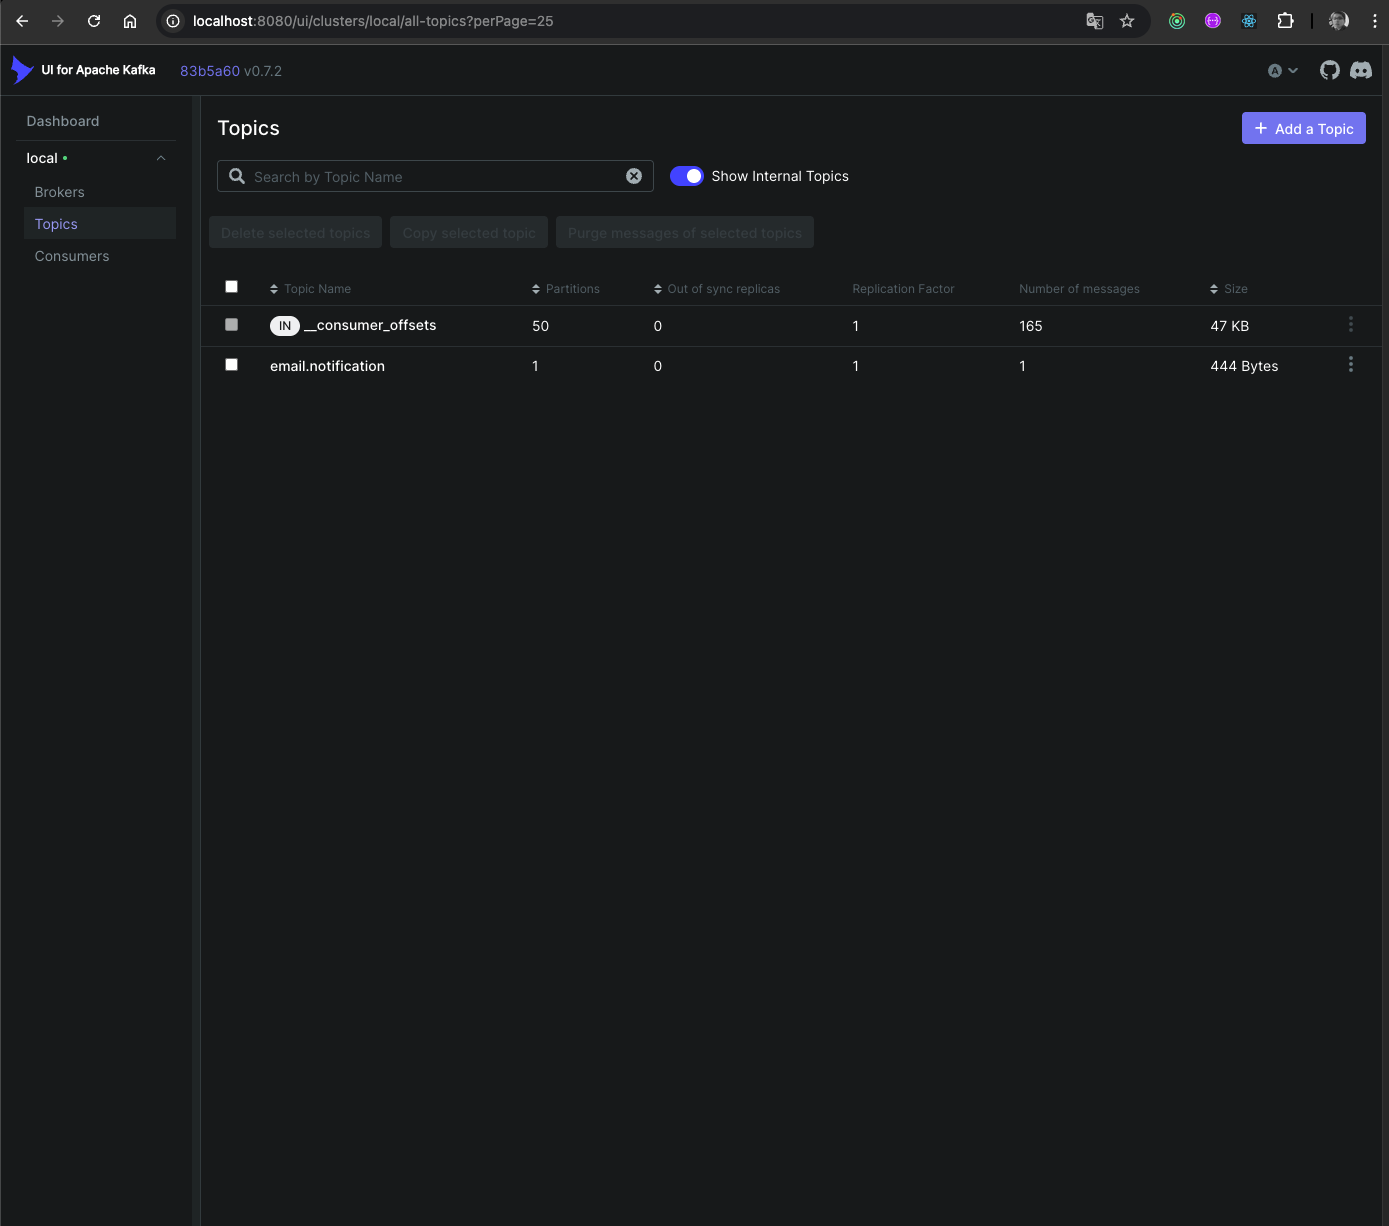 localhost:8080/ui/clusters/local/all-topics?perPage=25
UI for Apache Kafka 83b5a60 v0.7.2
A
Dashboard
local
Brokers
Topics
Consumers
Topics
Add a Topic
Search by Topic Name
Show Internal Topics
Delete selected topics Copy selected topic Purge messages of selected topics
Topic Name Partitions Out of sync replicas Replication Factor Number of messages Size
IN __consumer_offsets 50 0 1 165 47 KB
email.notification 1 0 1 1 444 Bytes